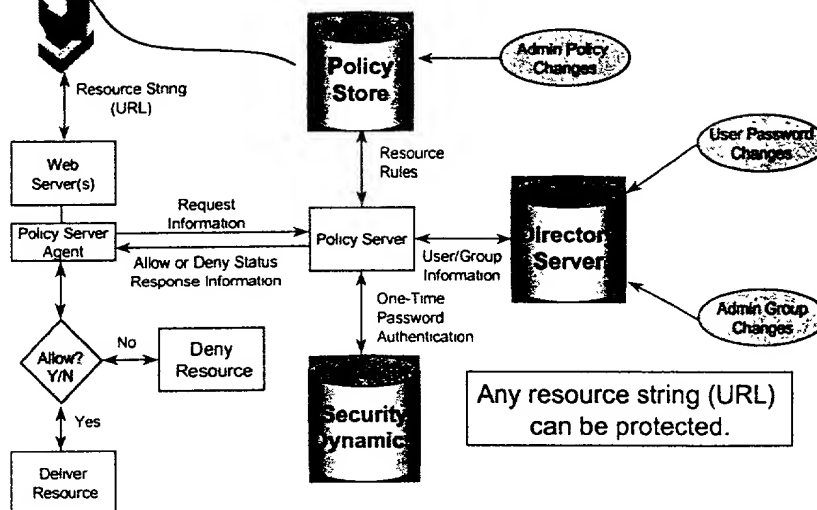 Policy
Store
Admin Policy
Changes
Resource String
(URL)
User Password
Changes
Web
Server(s)
Resource
Rules
Request
Information
Policy Server
Agent
Policy Server
Director
Server
Allow or Deny Status
Response Information
User/Group
Information
One-Time
Password
Authentication
Admin Group
Changes
Allow?
Y/N
No
Deny
Resource
Security
Dynamic
Any resource string (URL)
can be protected.
Yes
Deliver
Resource